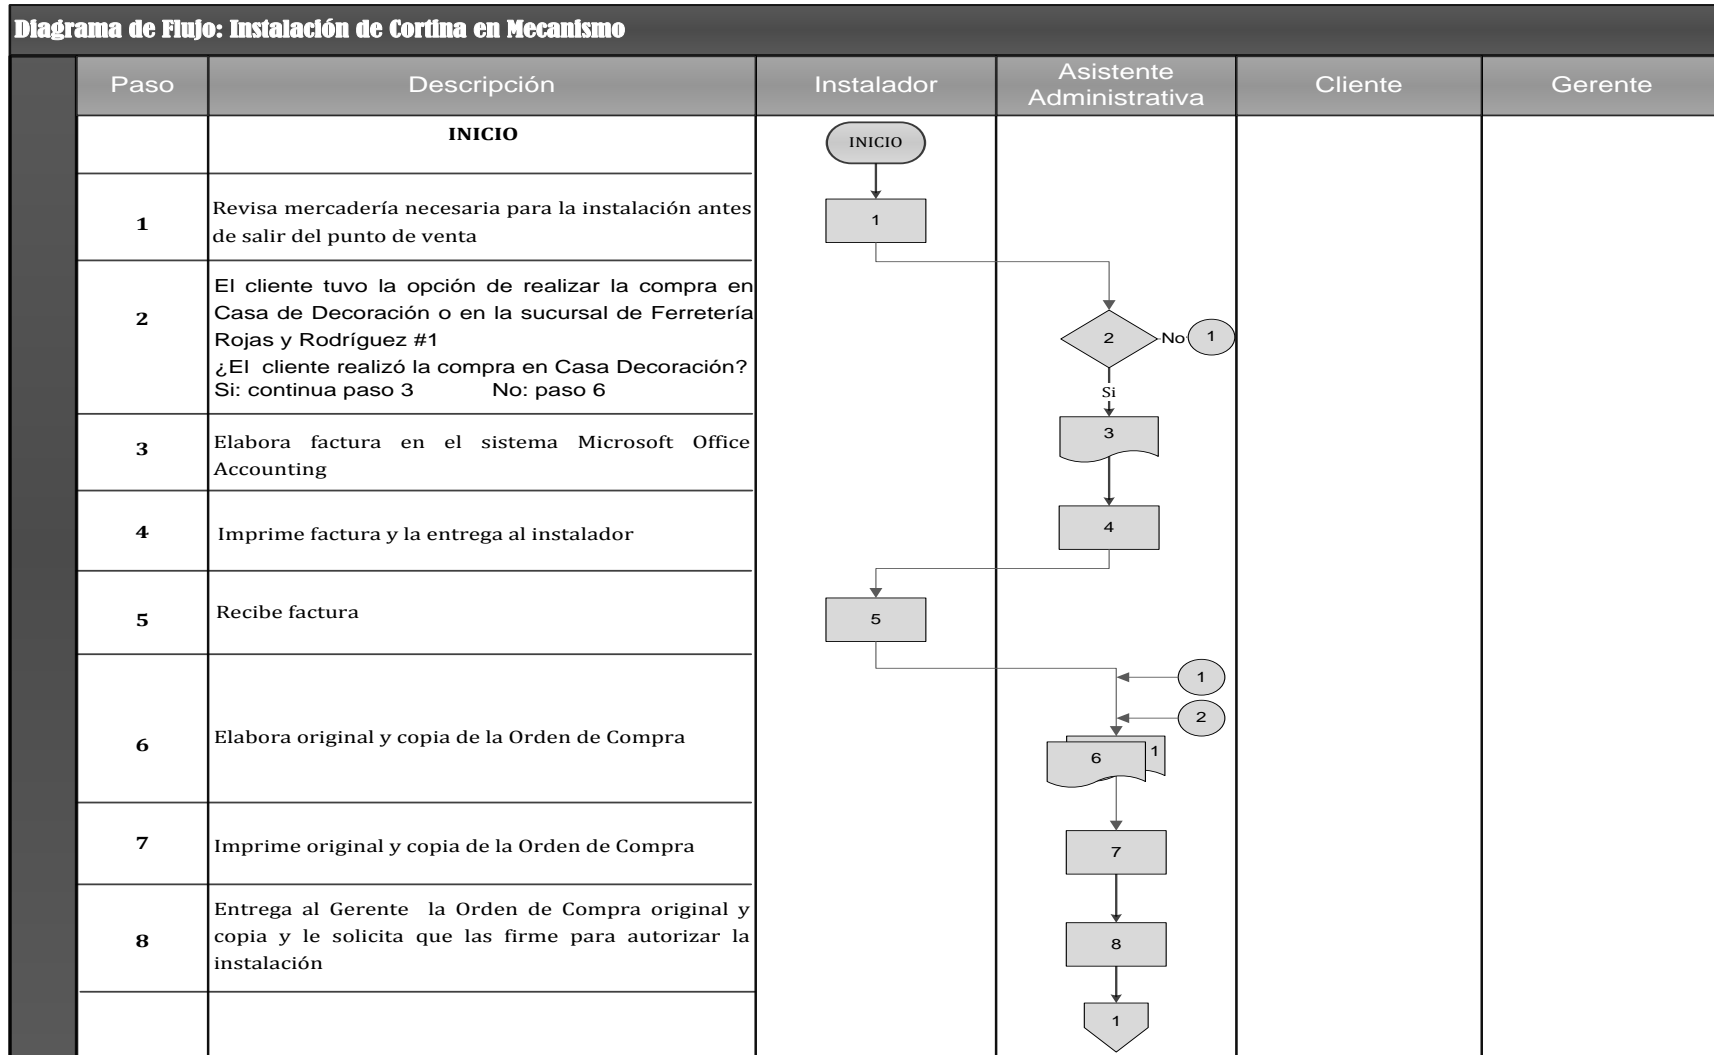 Diagrama de Flujo: Instalación de Cortina en Mecanismo
Paso
Descripción
Instalador
Asistente
Administrativa
Cliente
Gerente
INICIO
INICIO
1
Revisa mercadería necesaria para la instalación antes
de salir del punto de venta
1
2
El cliente tuvo la opción de realizar la compra en
Casa de Decoración o en la sucursal de Ferretería
Rojas y Rodríguez #1
¿El cliente realizó la compra en Casa Decoración?
Si: continua paso 3 No: paso 6
2
No
1
Si
3
Elabora factura en el sistema Microsoft Office
Accounting
3
4
Imprime factura y la entrega al instalador
4
5
Recibe factura
5
1
2
6
Elabora original y copia de la Orden de Compra
6
1
7
Imprime original y copia de la Orden de Compra
7
8
Entrega al Gerente la Orden de Compra original y
copia y le solicita que las firme para autorizar la
instalación
8
1